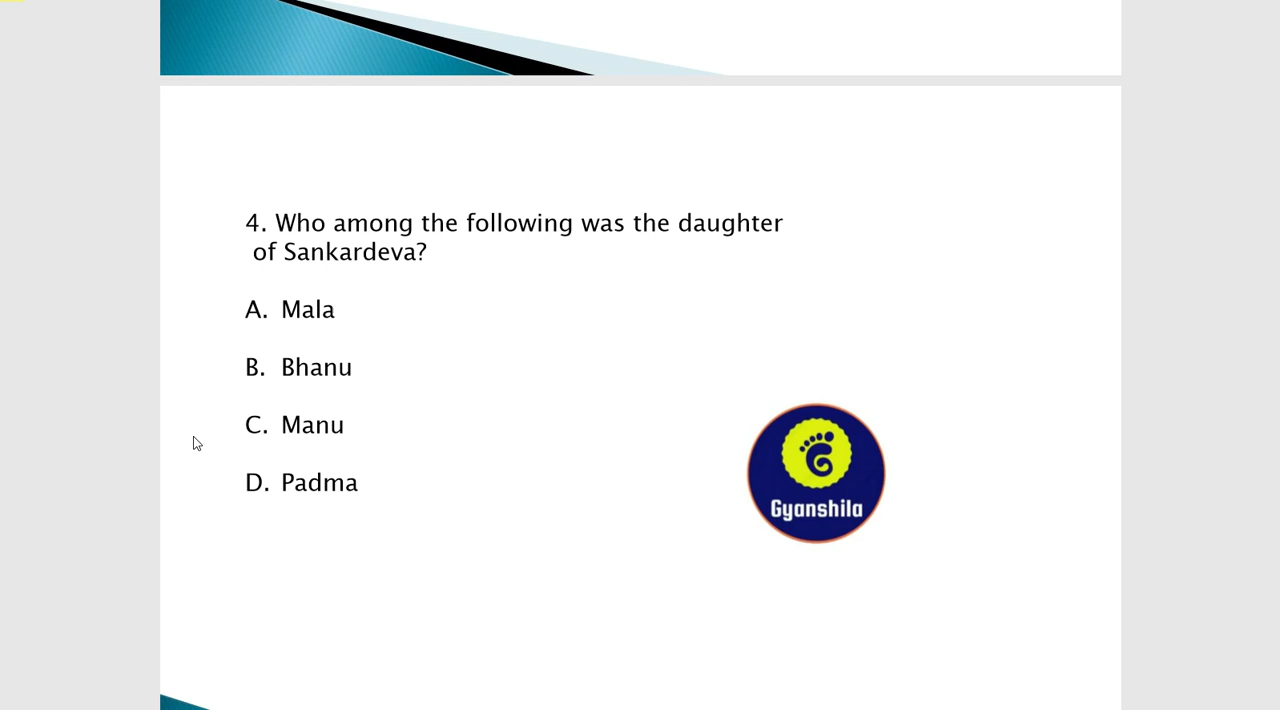 4. Who among the following was the daughter
of Sankardeva?
A. Mala
B. Bhanu
C. Manu
D. Padma
Gyanshila